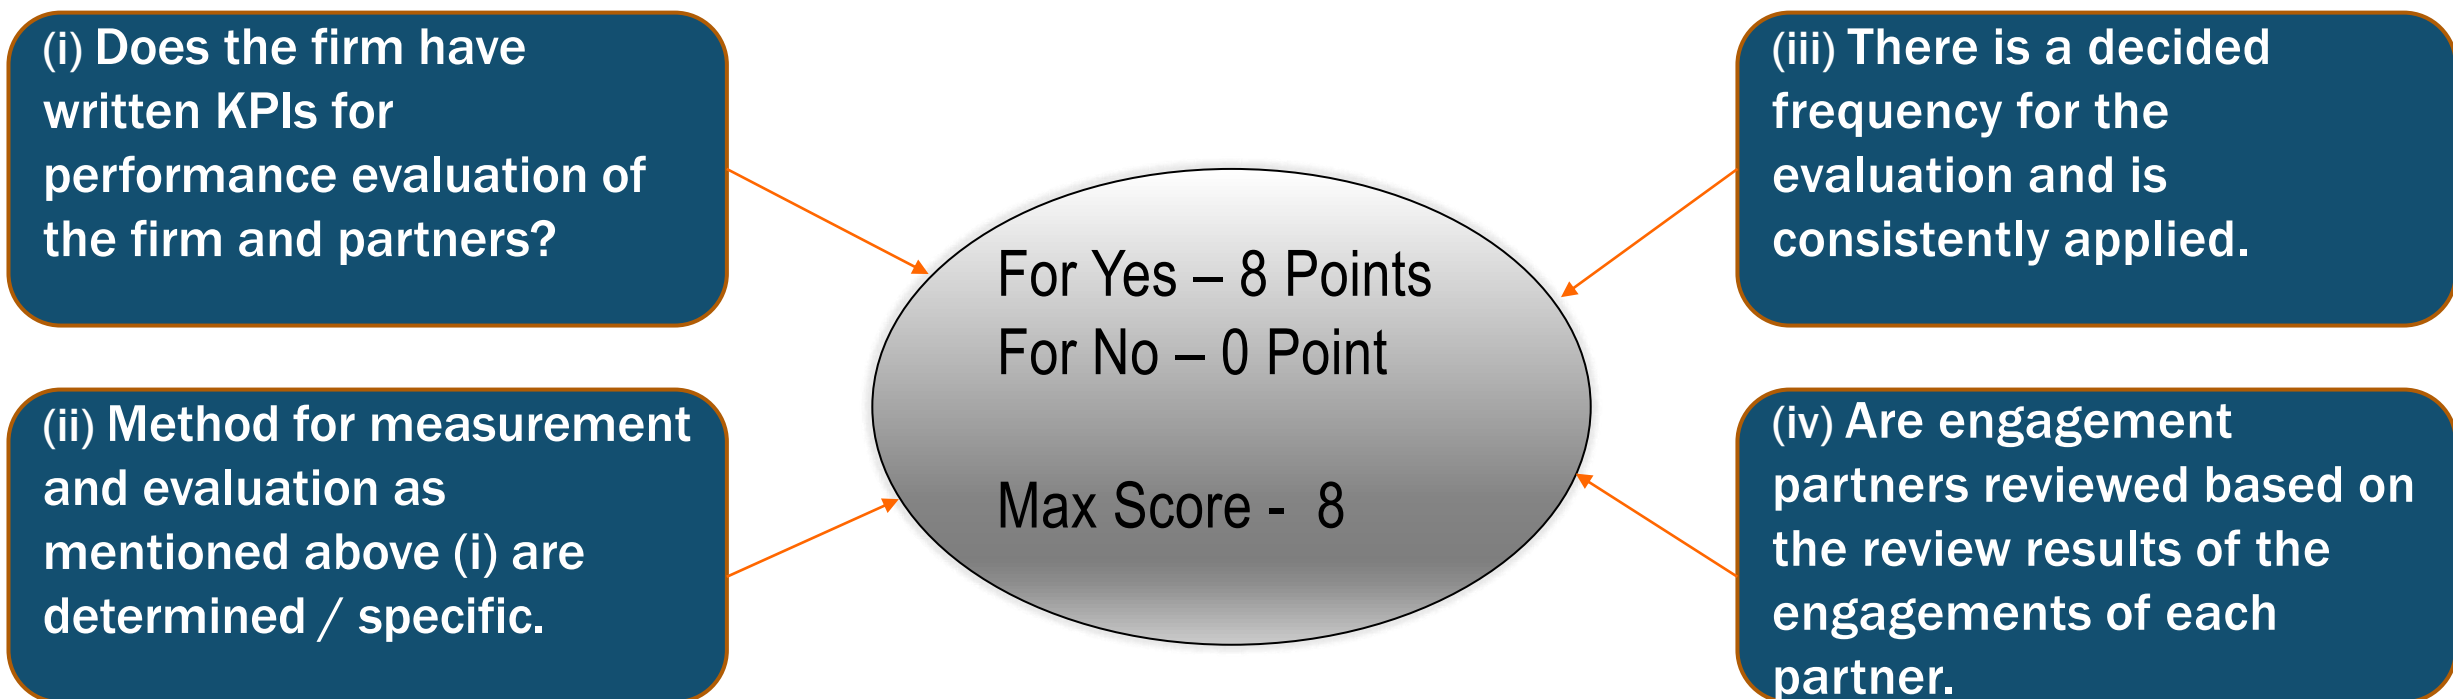 (i) Does the firm have
written KPIs for
performance evaluation of
the firm and partners?
(ii) Method for measurement
and evaluation as
mentioned above (i) are
determined / specific.
For Yes – 8 Points
For No – 0 Point
Max Score - 8
(iii) There is a decided
frequency for the
evaluation and is
consistently applied.
(iv) Are engagement
partners reviewed based on
the review results of the
engagements of each
partner.